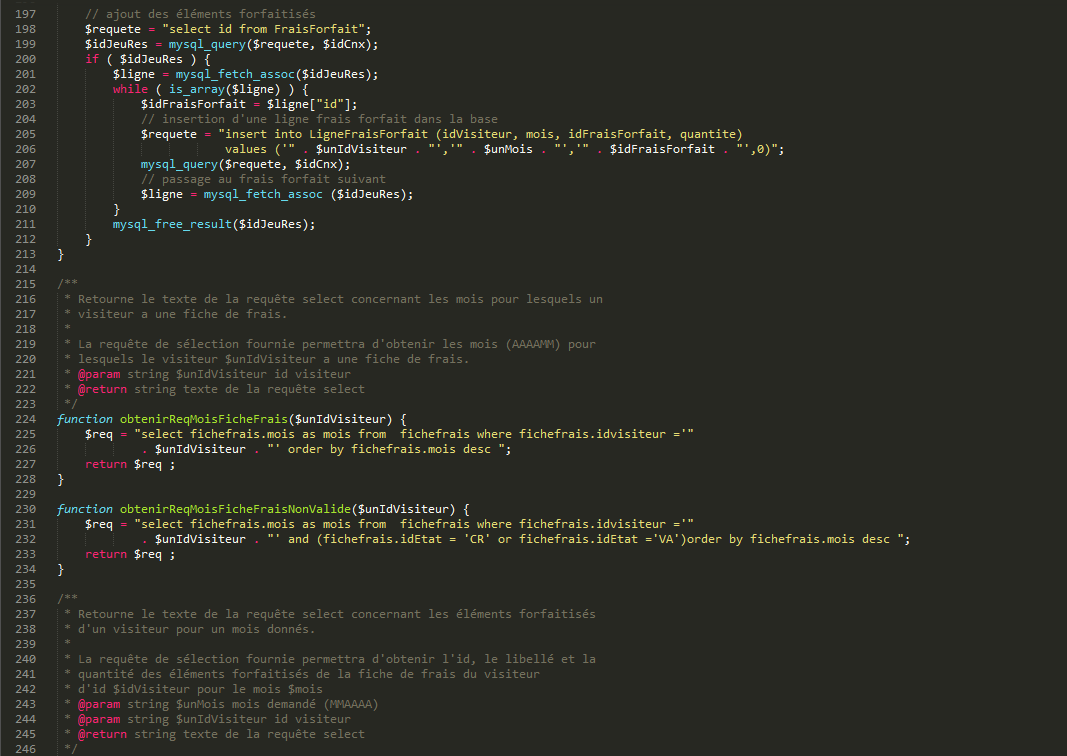 197 // ajout des éléments forfaitisés
198 $requete = "select id from FraisForfait";
199 $idJeuRes = mysql_query($requete, $idCnx);
200 if ( $idJeuRes ) {
201 $ligne = mysql_fetch_assoc($idJeuRes);
202 while ( is_array($ligne) ) {
203 $idFraisForfait = $ligne["id"];
204 // insertion d'une ligne frais forfait dans la base
205 $requete = "insert into LigneFraisForfait (idVisiteur, mois, idFraisForfait, quantite)
206 values ('" . $unIdVisiteur . "','" . $unMois . "','" . $idFraisForfait . "',0)";
207 mysql_query($requete, $idCnx);
208 // passage au frais forfait suivant
209 $ligne = mysql_fetch_assoc ($idJeuRes);
210 }
211 mysql_free_result($idJeuRes);
212 }
213 }
214
215 /**
216 * Retourne le texte de la requête select concernant les mois pour lesquels un
217 * visiteur a une fiche de frais.
218 *
219 * La requête de sélection fournie permettra d'obtenir les mois (AAAAMM) pour
220 * lesquels le visiteur $unIdVisiteur a une fiche de frais.
221 * @param string $unIdVisiteur id visiteur
222 * @return string texte de la requête select
223 */
224 function obtenirReqMoisFicheFrais($unIdVisiteur) {
225 $req = "select fichefrais.mois as mois from  fichefrais where fichefrais.idvisiteur ='"
226 . $unIdVisiteur . "' order by fichefrais.mois desc ";
227 return $req ;
228 }
229
230 function obtenirReqMoisFicheFraisNonValide($unIdVisiteur) {
231 $req = "select fichefrais.mois as mois from  fichefrais where fichefrais.idvisiteur ='"
232 . $unIdVisiteur . "' and (fichefrais.idEtat = 'CR' or fichefrais.idEtat ='VA')order by fichefrais.mois desc ";
233 return $req ;
234 }
235
236 /**
237 * Retourne le texte de la requête select concernant les éléments forfaitisés
238 * d'un visiteur pour un mois donnés.
239 *
240 * La requête de sélection fournie permettra d'obtenir l'id, le libellé et la
241 * quantité des éléments forfaitisés de la fiche de frais du visiteur
242 * d'id $idVisiteur pour le mois $mois
243 * @param string $unMois mois demandé (MMAAAA)
244 * @param string $unIdVisiteur id visiteur
245 * @return string texte de la requête select
246 */